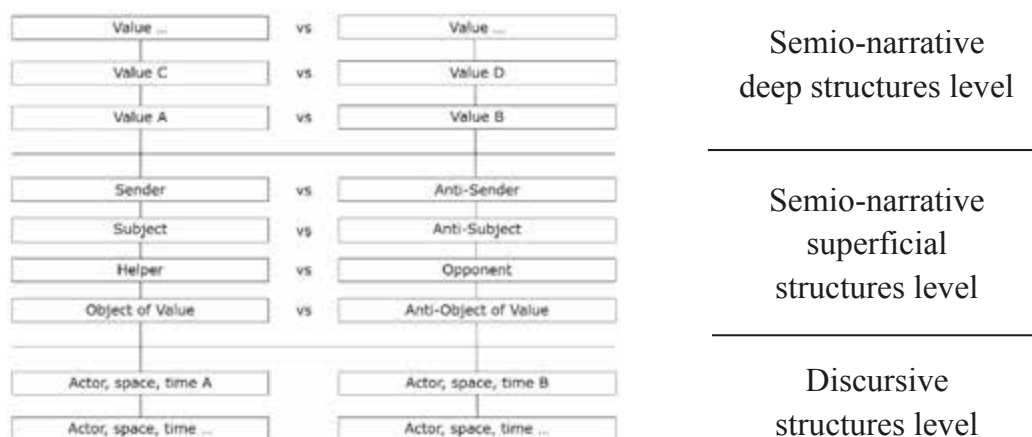 Value ... vs Value ...
Value C vs Value D
Value A vs Value B
Semio-narrative
deep structures level
Sender vs Anti-Sender
Subject vs Anti-Subject
Helper vs Opponent
Object of Value vs Anti-Object of Value
Semio-narrative
superficial
structures level
Actor, space, time A Actor, space, time B
Actor, space, time ... Actor, space, time ...
Discursive
structures level